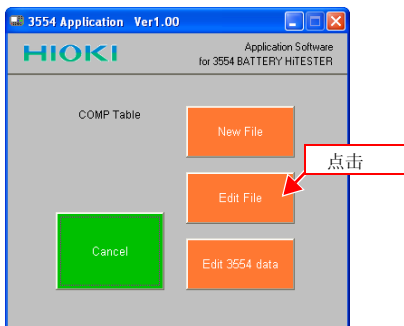 3554 Application Ver1.00
HIOKI
Application Software
for 3554 BATTERY HiTESTER
COMP Table
New File
点击
Edit File
Cancel
Edit 3554 data